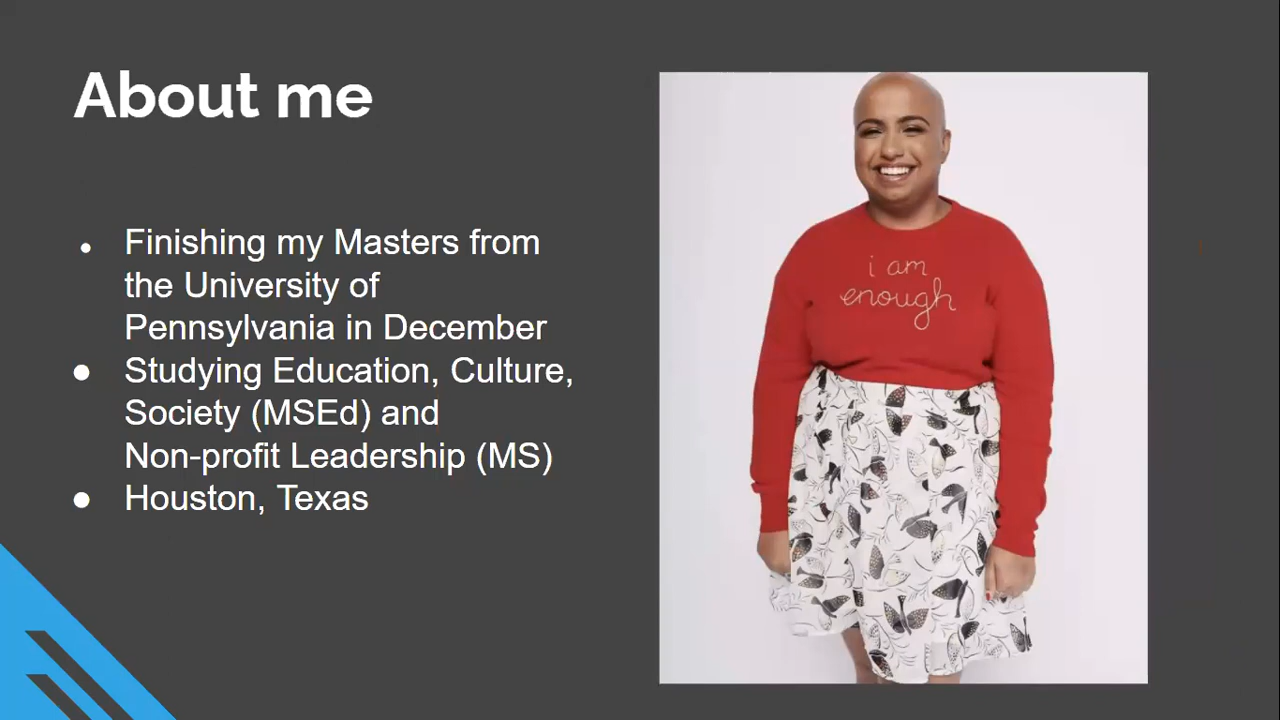 About me
● Finishing my Masters from
the University of
Pennsylvania in December
● Studying Education, Culture,
Society (MSEd) and
Non-profit Leadership (MS)
● Houston, Texas
i am
enough